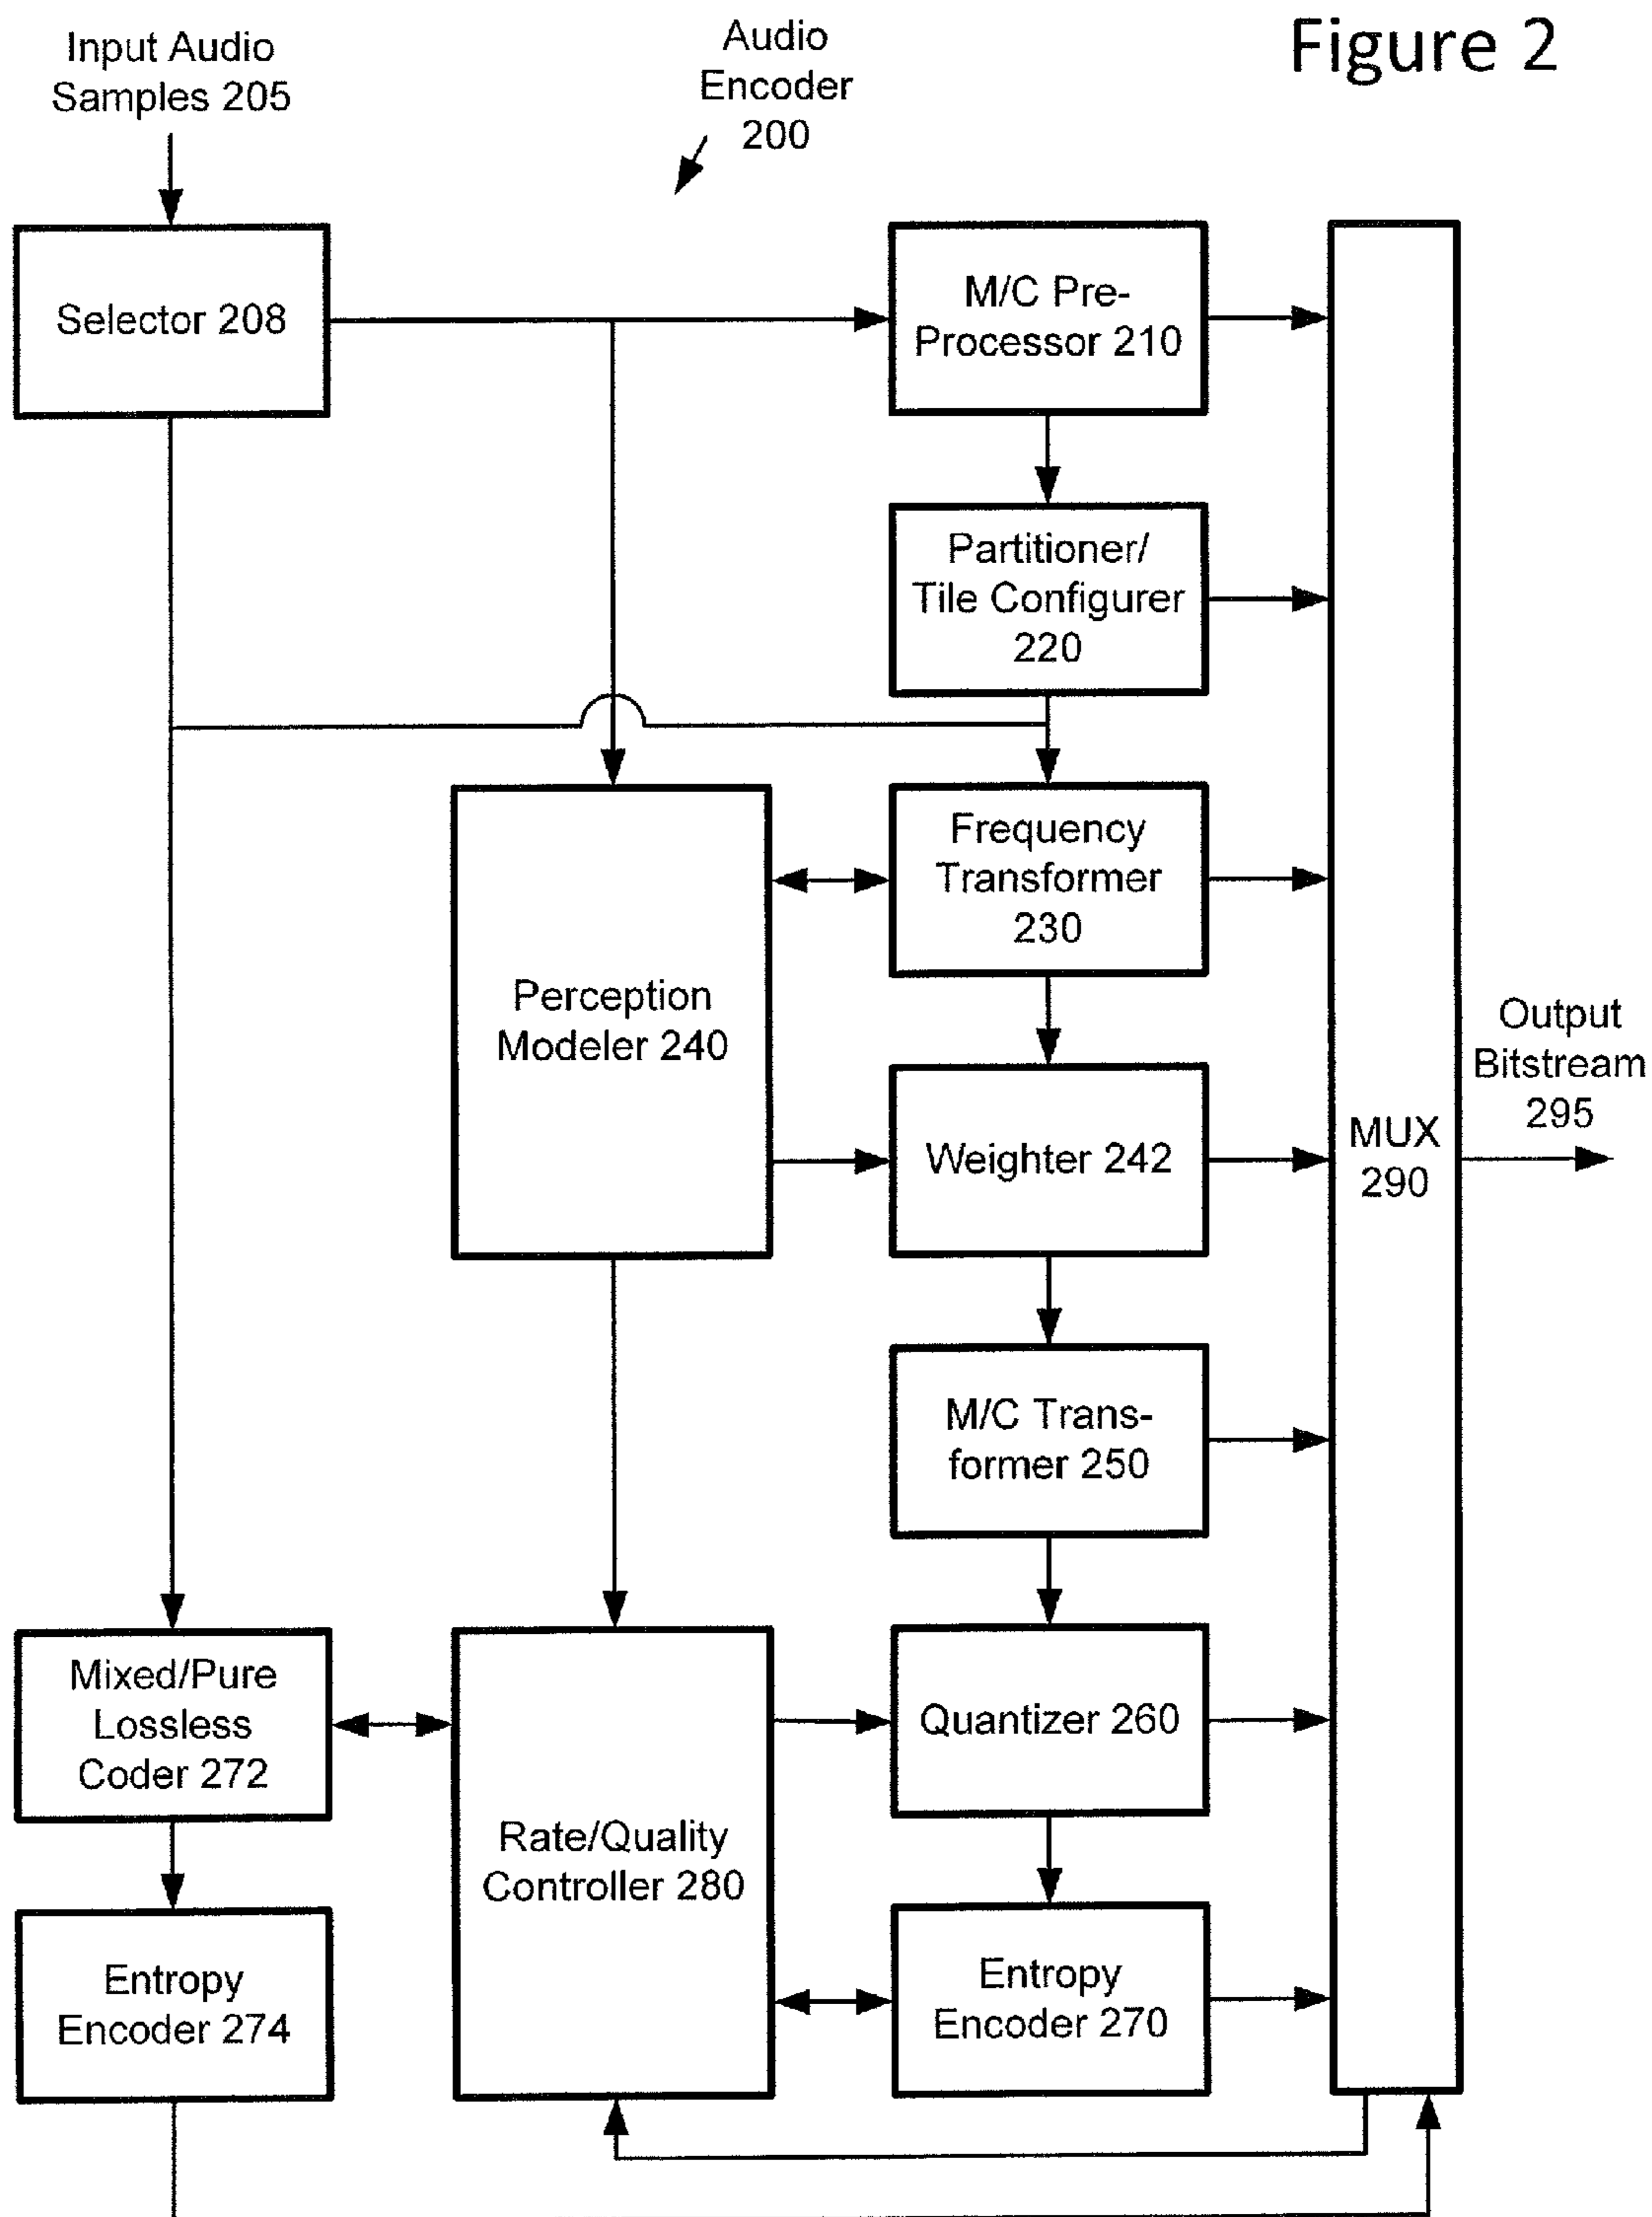 Figure 2
Input Audio
Samples 205
Audio
Encoder
200
Selector 208
M/C Pre-
Processor 210
Partitioner/
Tile Configurer
220
Frequency
Transformer
230
Perception
Modeler 240
Weighter 242
MUX
290
Output
Bitstream
295
M/C Trans-
former 250
Mixed/Pure
Lossless
Coder 272
Rate/Quality
Controller 280
Quantizer 260
Entropy
Encoder 274
Entropy
Encoder 270